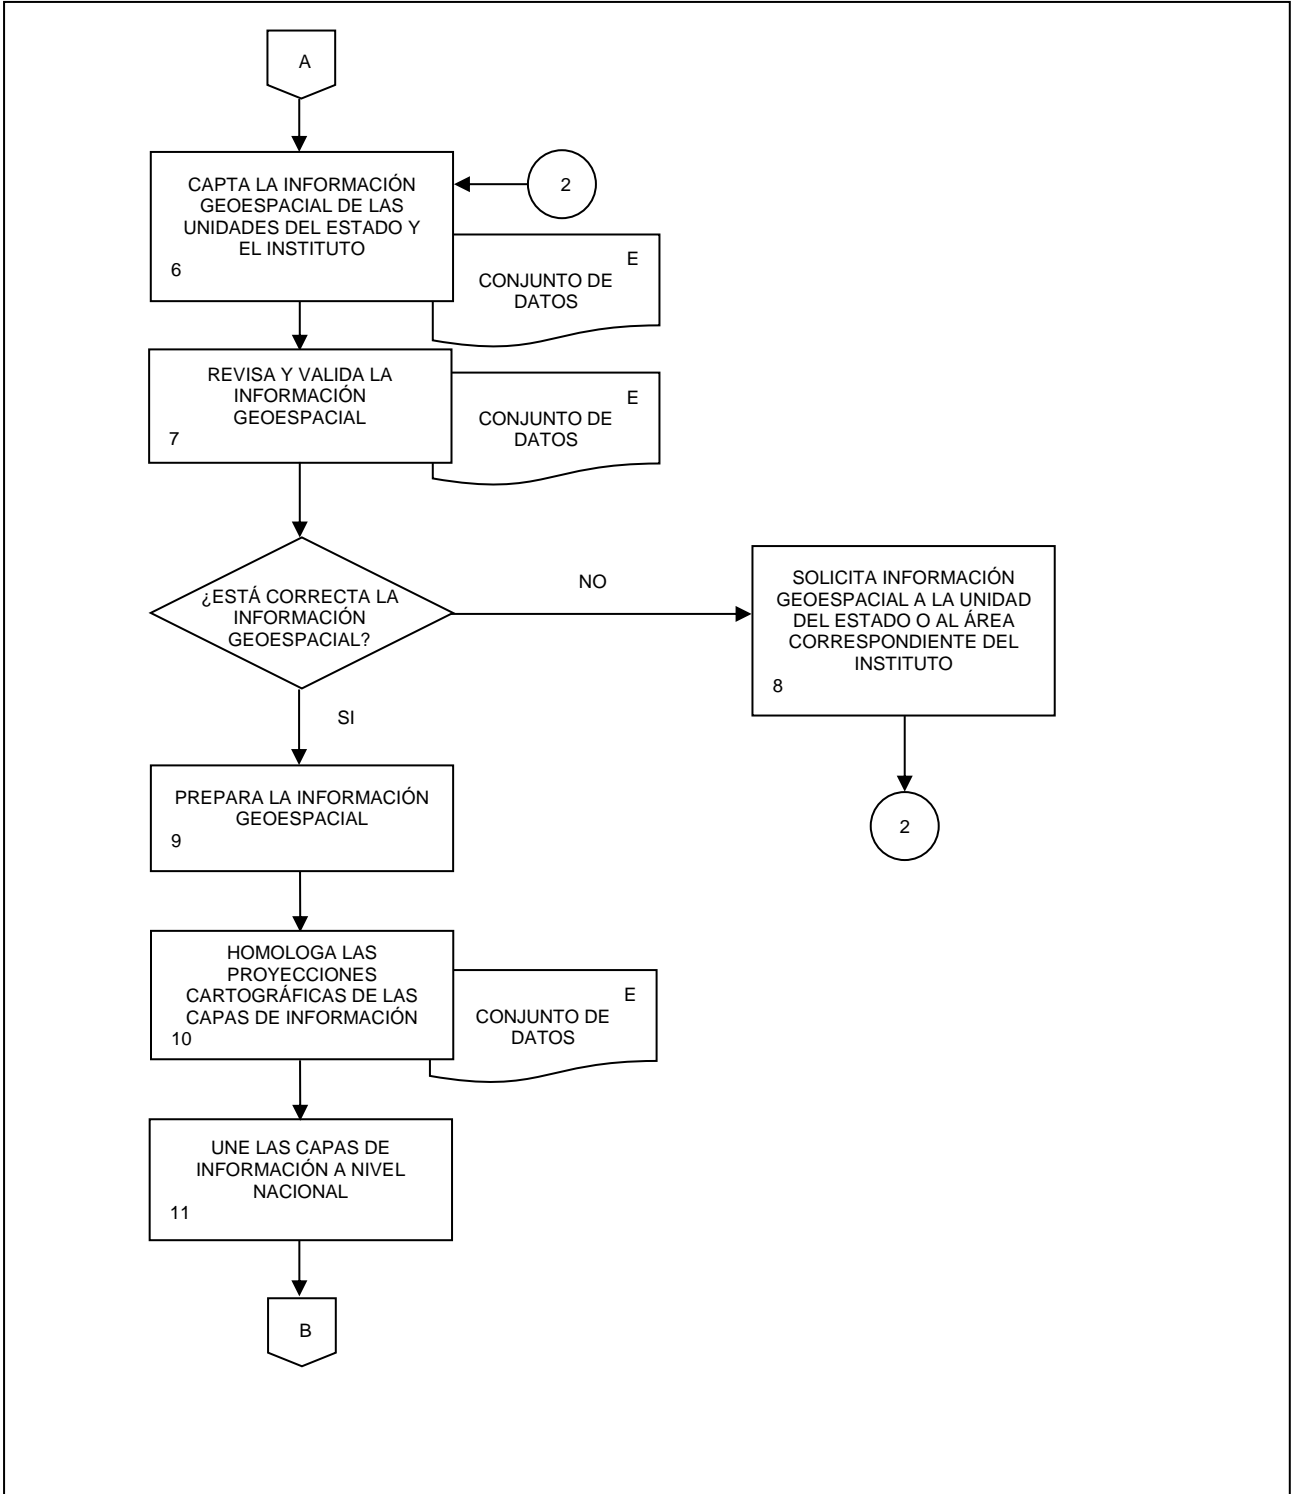 A
CAPTA LA INFORMACIÓN
GEOESPACIAL DE LAS
UNIDADES DEL ESTADO Y
EL INSTITUTO
6
2
E
CONJUNTO DE
DATOS
REVISA Y VALIDA LA
INFORMACIÓN
GEOESPACIAL
7
E
CONJUNTO DE
DATOS
¿ESTÁ CORRECTA LA
INFORMACIÓN
GEOESPACIAL?
NO
SOLICITA INFORMACIÓN
GEOESPACIAL A LA UNIDAD
DEL ESTADO O AL ÁREA
CORRESPONDIENTE DEL
INSTITUTO
8
2
SI
PREPARA LA INFORMACIÓN
GEOESPACIAL
9
HOMOLOGA LAS
PROYECCIONES
CARTOGRÁFICAS DE LAS
CAPAS DE INFORMACIÓN
10
E
CONJUNTO DE
DATOS
UNE LAS CAPAS DE
INFORMACIÓN A NIVEL
NACIONAL
11
B